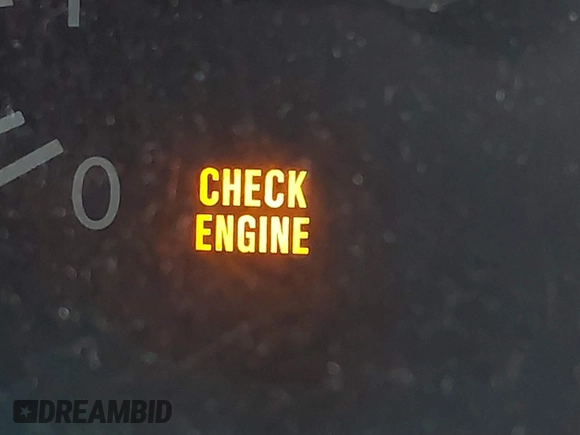 0
CHECK
ENGINE
DREAMBID